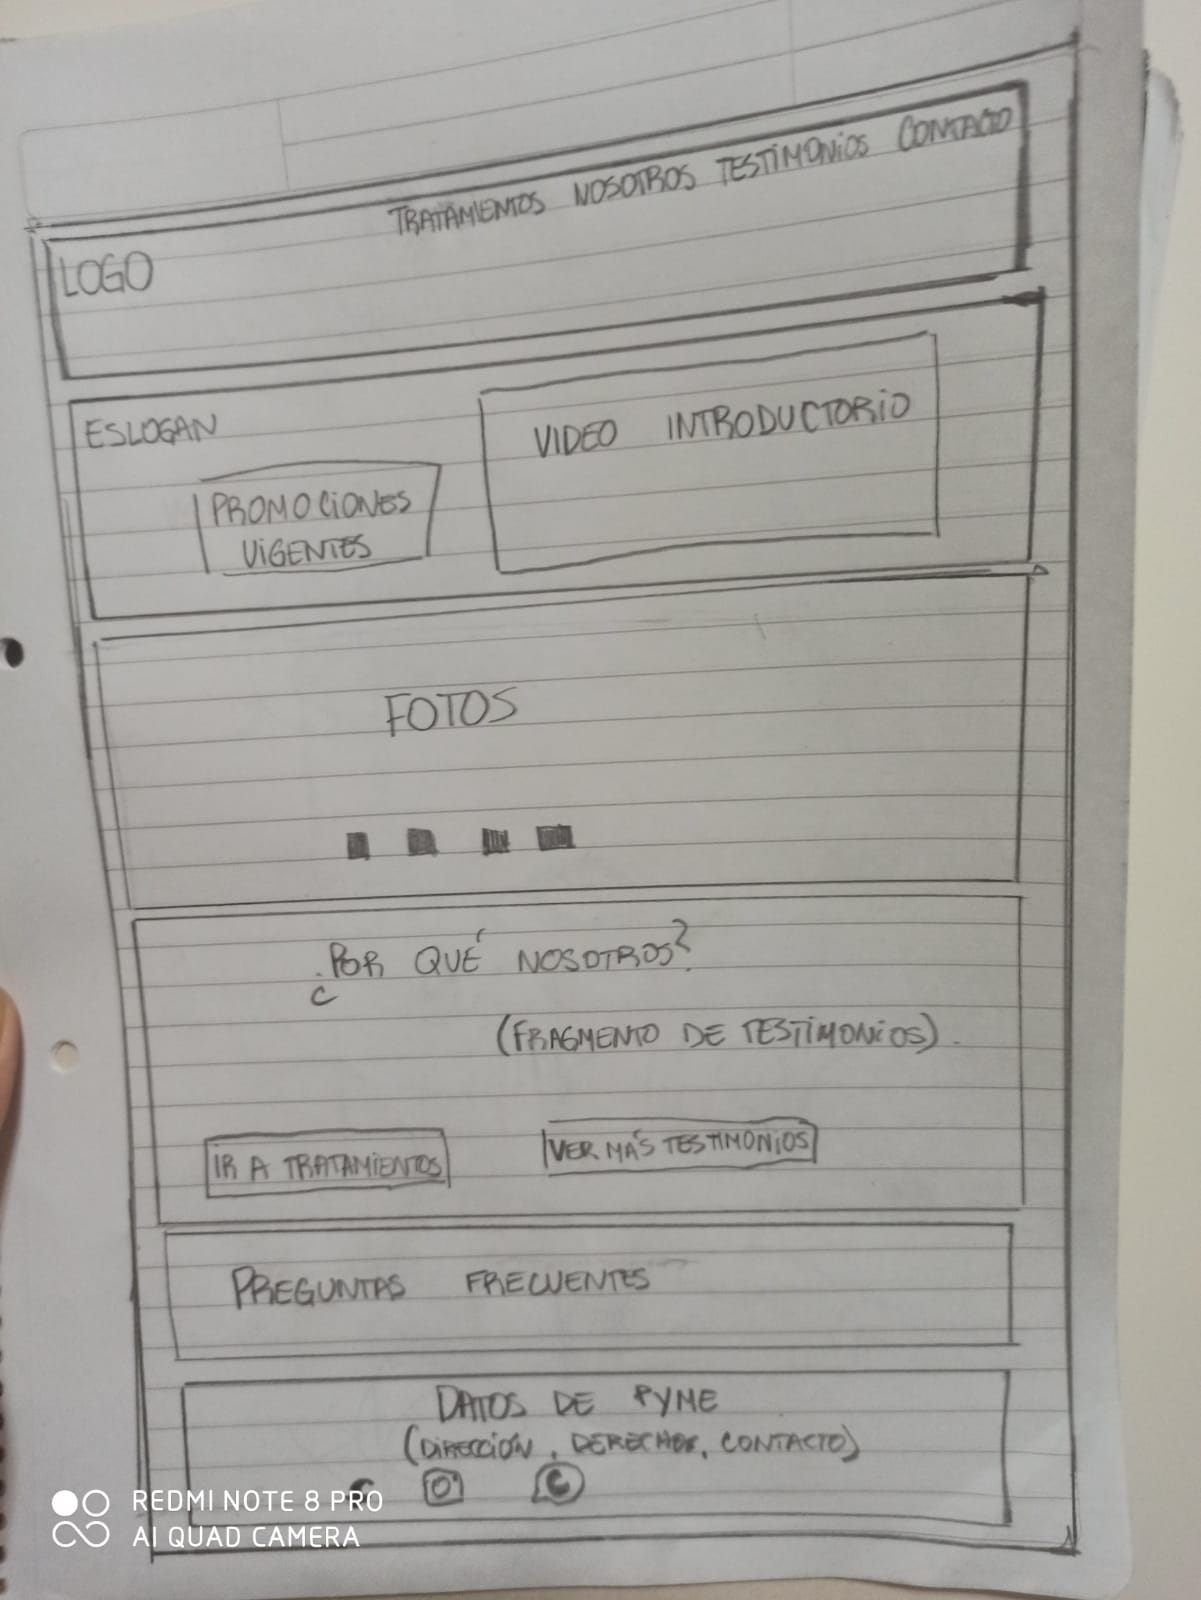 TRATAMIENTOS NOSOTROS TESTIMONIOS CONTACTO
LOGO
ESLOGAN
VIDEO INTRODUCTORIO
PROMOCIONES
VIGENTES
FOTOS
¿POR QUÉ NOSOTROS?
(FRAGMENTO DE TESTIMONIOS).
IR A TRATAMIENTOS
VER MÁS TESTIMONIOS
PREGUNTAS FRECUENTES
DATOS DE PYME
(DIRECCIÓN, DERECHOS, CONTACTO)
REDMI NOTE 8 PRO
AI QUAD CAMERA